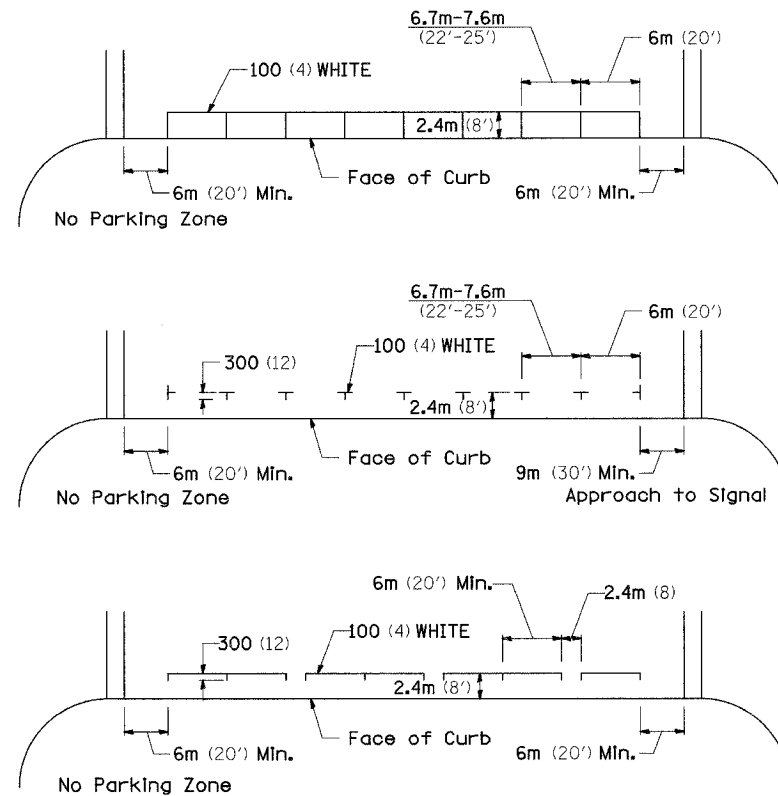 6.7m-7.6m
(22'-25')
6m (20')
100 (4) WHITE
2.4m (8')
Face of Curb
6m (20') Min.
6m (20') Min.
No Parking Zone
6.7m-7.6m
(22'-25')
6m (20')
100 (4) WHITE
300 (12)
2.4m (8')
Face of Curb
6m (20') Min.
9m (30') Min.
No Parking Zone
Approach to Signal
6m (20') Min.
2.4m (8)
100 (4) WHITE
300 (12)
2.4m (8')
Face of Curb
6m (20') Min.
6m (20') Min.
No Parking Zone